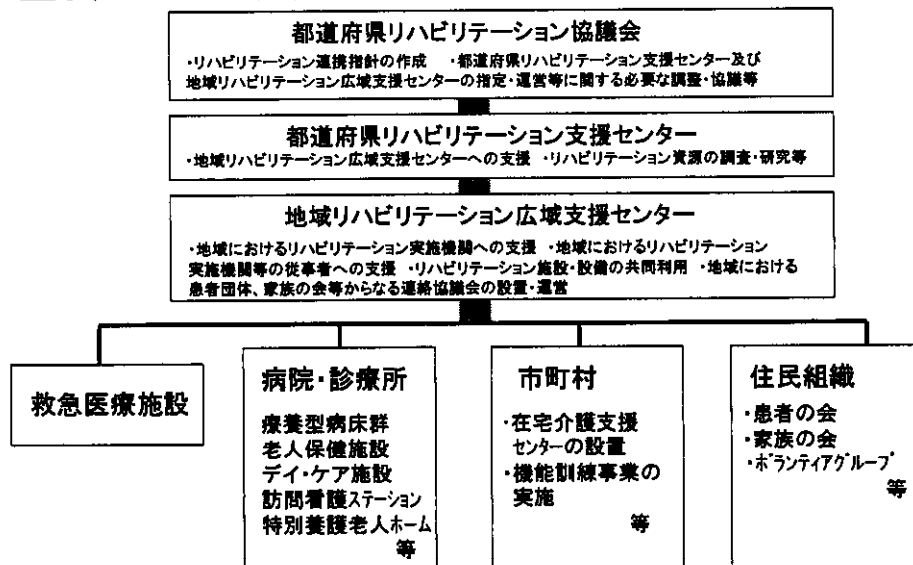 都道府県リハビリテーション協議会
・リハビリテーション連携指針の作成　・都道府県リハビリテーション支援センター及び
地域リハビリテーション広域支援センターの指定・運営等に関する必要な調整・協議等
都道府県リハビリテーション支援センター
・地域リハビリテーション広域支援センターへの支援　・リハビリテーション資源の調査・研究等
地域リハビリテーション広域支援センター
・地域におけるリハビリテーション実施機関への支援　・地域におけるリハビリテーション
実施機関等の従事者への支援　・リハビリテーション施設・設備の共同利用　・地域における
患者団体、家族の会等からなる連絡協議会の設置・運営
救急医療施設
病院・診療所
療養型病床群
老人保健施設
デイ・ケア施設
訪問看護ステーション
特別養護老人ホーム
等
市町村
・在宅介護支援
センターの設置
・機能訓練事業の
実施
等
住民組織
・患者の会
・家族の会
・ボランティアグループ
等